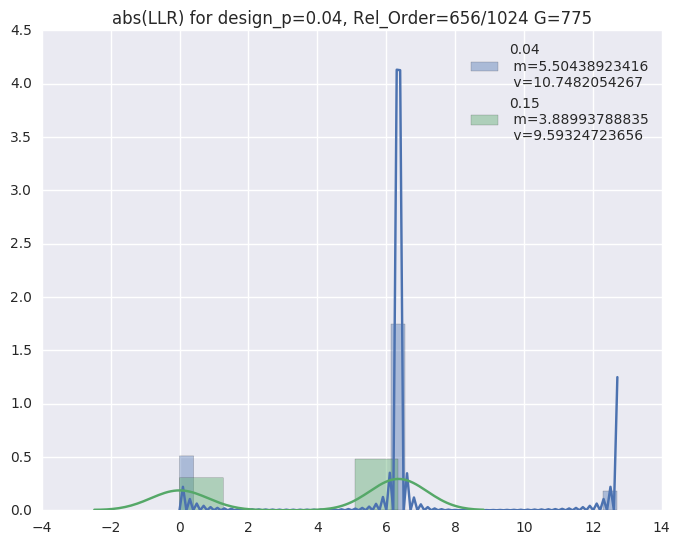 abs(LLR) for design_p=0.04, Rel_Order=656/1024 G=775
4.5
4.0
3.5
3.0
2.5
2.0
1.5
1.0
0.5
0.0
0.04
m=5.50438923416
v=10.7482054267
0.15
m=3.88993788835
v=9.59324723656
−4 −2 0 2 4 6 8 10 12 14